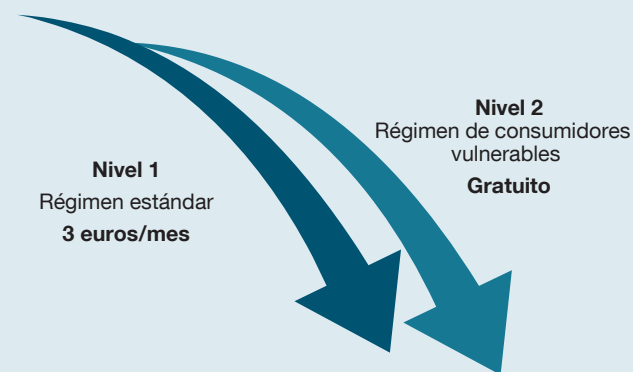 Nivel 1
Régimen estándar
3 euros/mes
Nivel 2
Régimen de consumidores
vulnerables
Gratuito